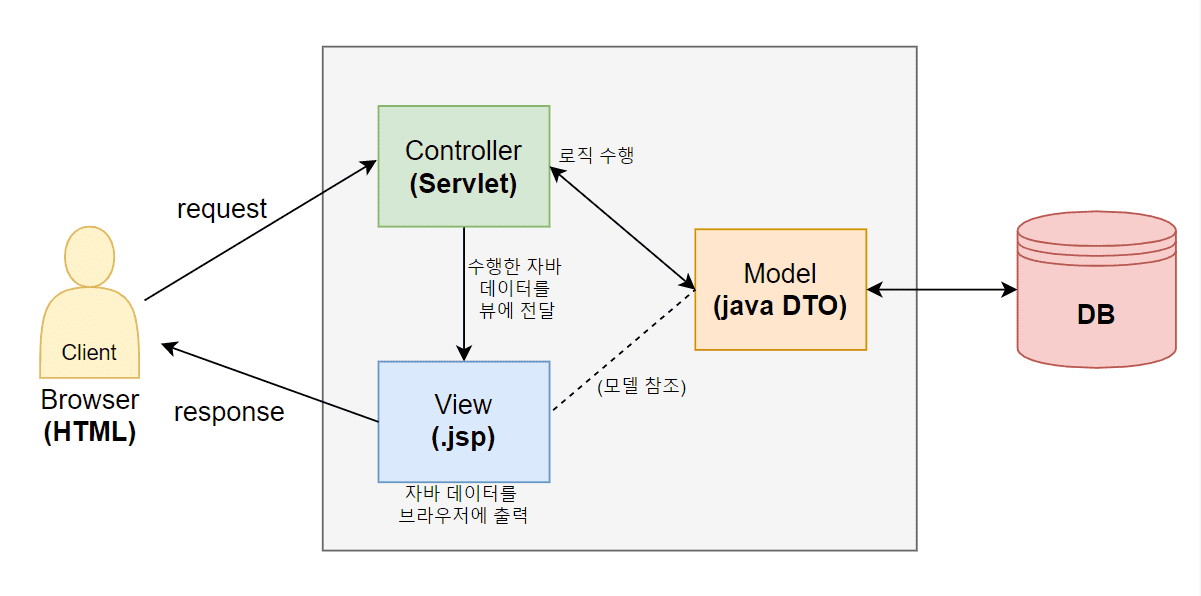 Controller
(Servlet)
로직 수행
request
수행한 자바
데이터를
뷰에 전달
Model
(java DTO)
DB
Client
Browser
(HTML)
response
View
(.jsp)
(모델 참조)
자바 데이터를
브라우저에 출력